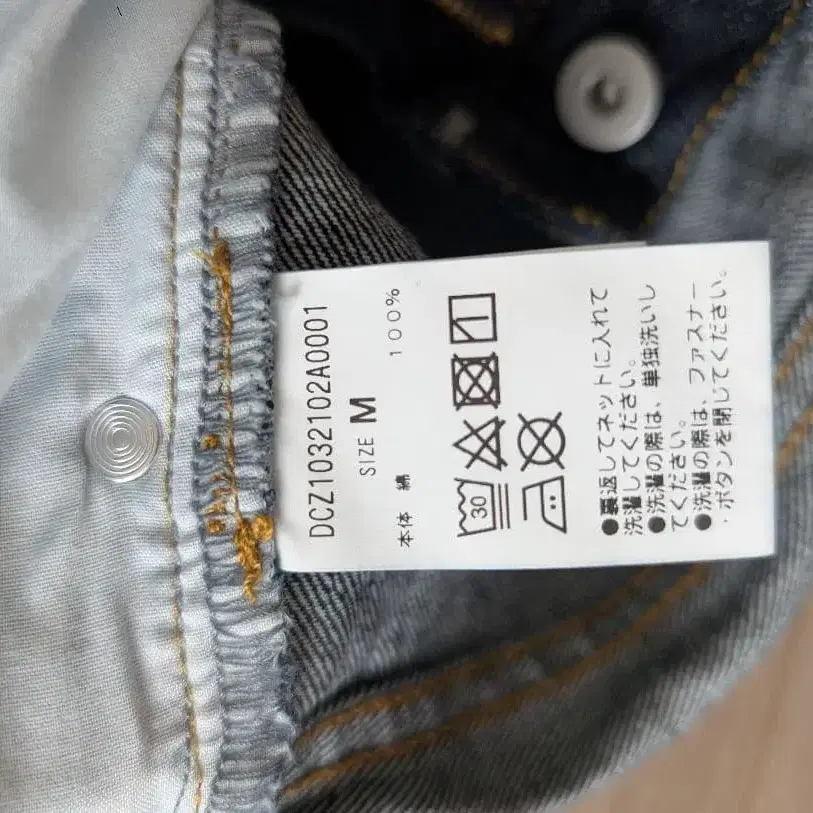 DCZ1032102A0001
SIZE M
本体 綿 100%
30
●裏返してネットに入れて
洗濯してください。
●洗濯の際は、単独洗いし
てください。
●洗濯の際は、ファスナー
・ボタンを閉じてください。